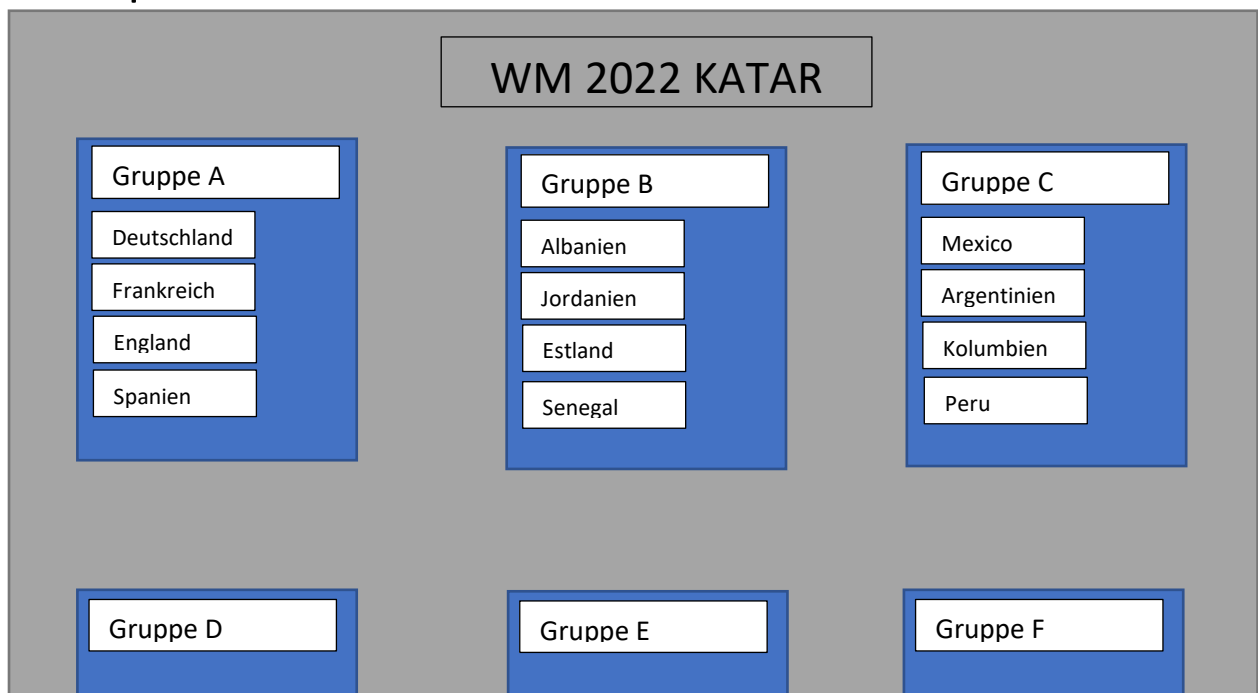 WM 2022 KATAR
Gruppe A
Deutschland
Frankreich
England
Spanien
Gruppe B
Albanien
Jordanien
Estland
Senegal
Gruppe C
Mexico
Argentinien
Kolumbien
Peru
Gruppe D
Gruppe E
Gruppe F